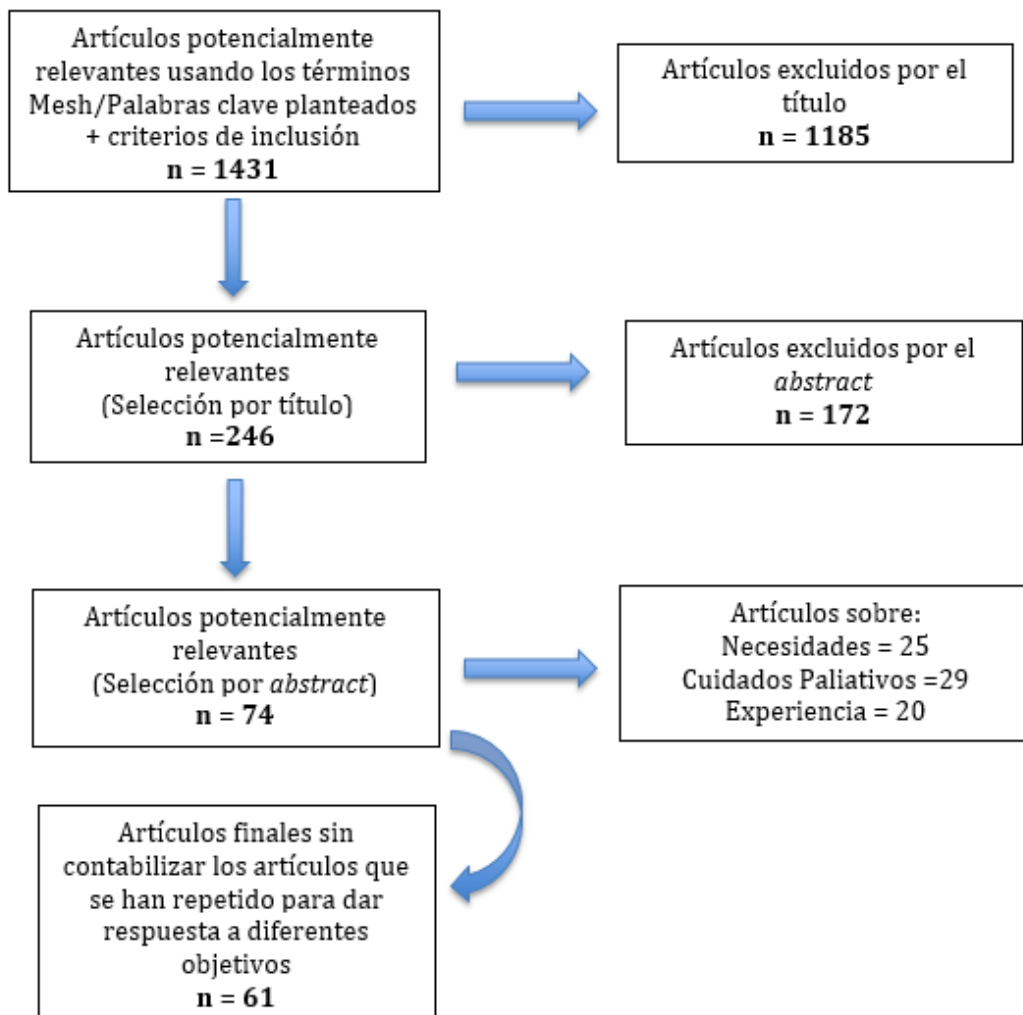 Artículos potencialmente
relevantes usando los términos
Mesh/Palabras clave planteados
+ criterios de inclusión
n = 1431
Artículos excluidos por el
título
n = 1185
Artículos potencialmente
relevantes
(Selección por título)
n =246
Artículos excluidos por el
abstract
n = 172
Artículos potencialmente
relevantes
(Selección por abstract)
n = 74
Artículos sobre:
Necesidades = 25
Cuidados Paliativos =29
Experiencia = 20
Artículos finales sin
contabilizar los artículos que
se han repetido para dar
respuesta a diferentes
objetivos
n = 61